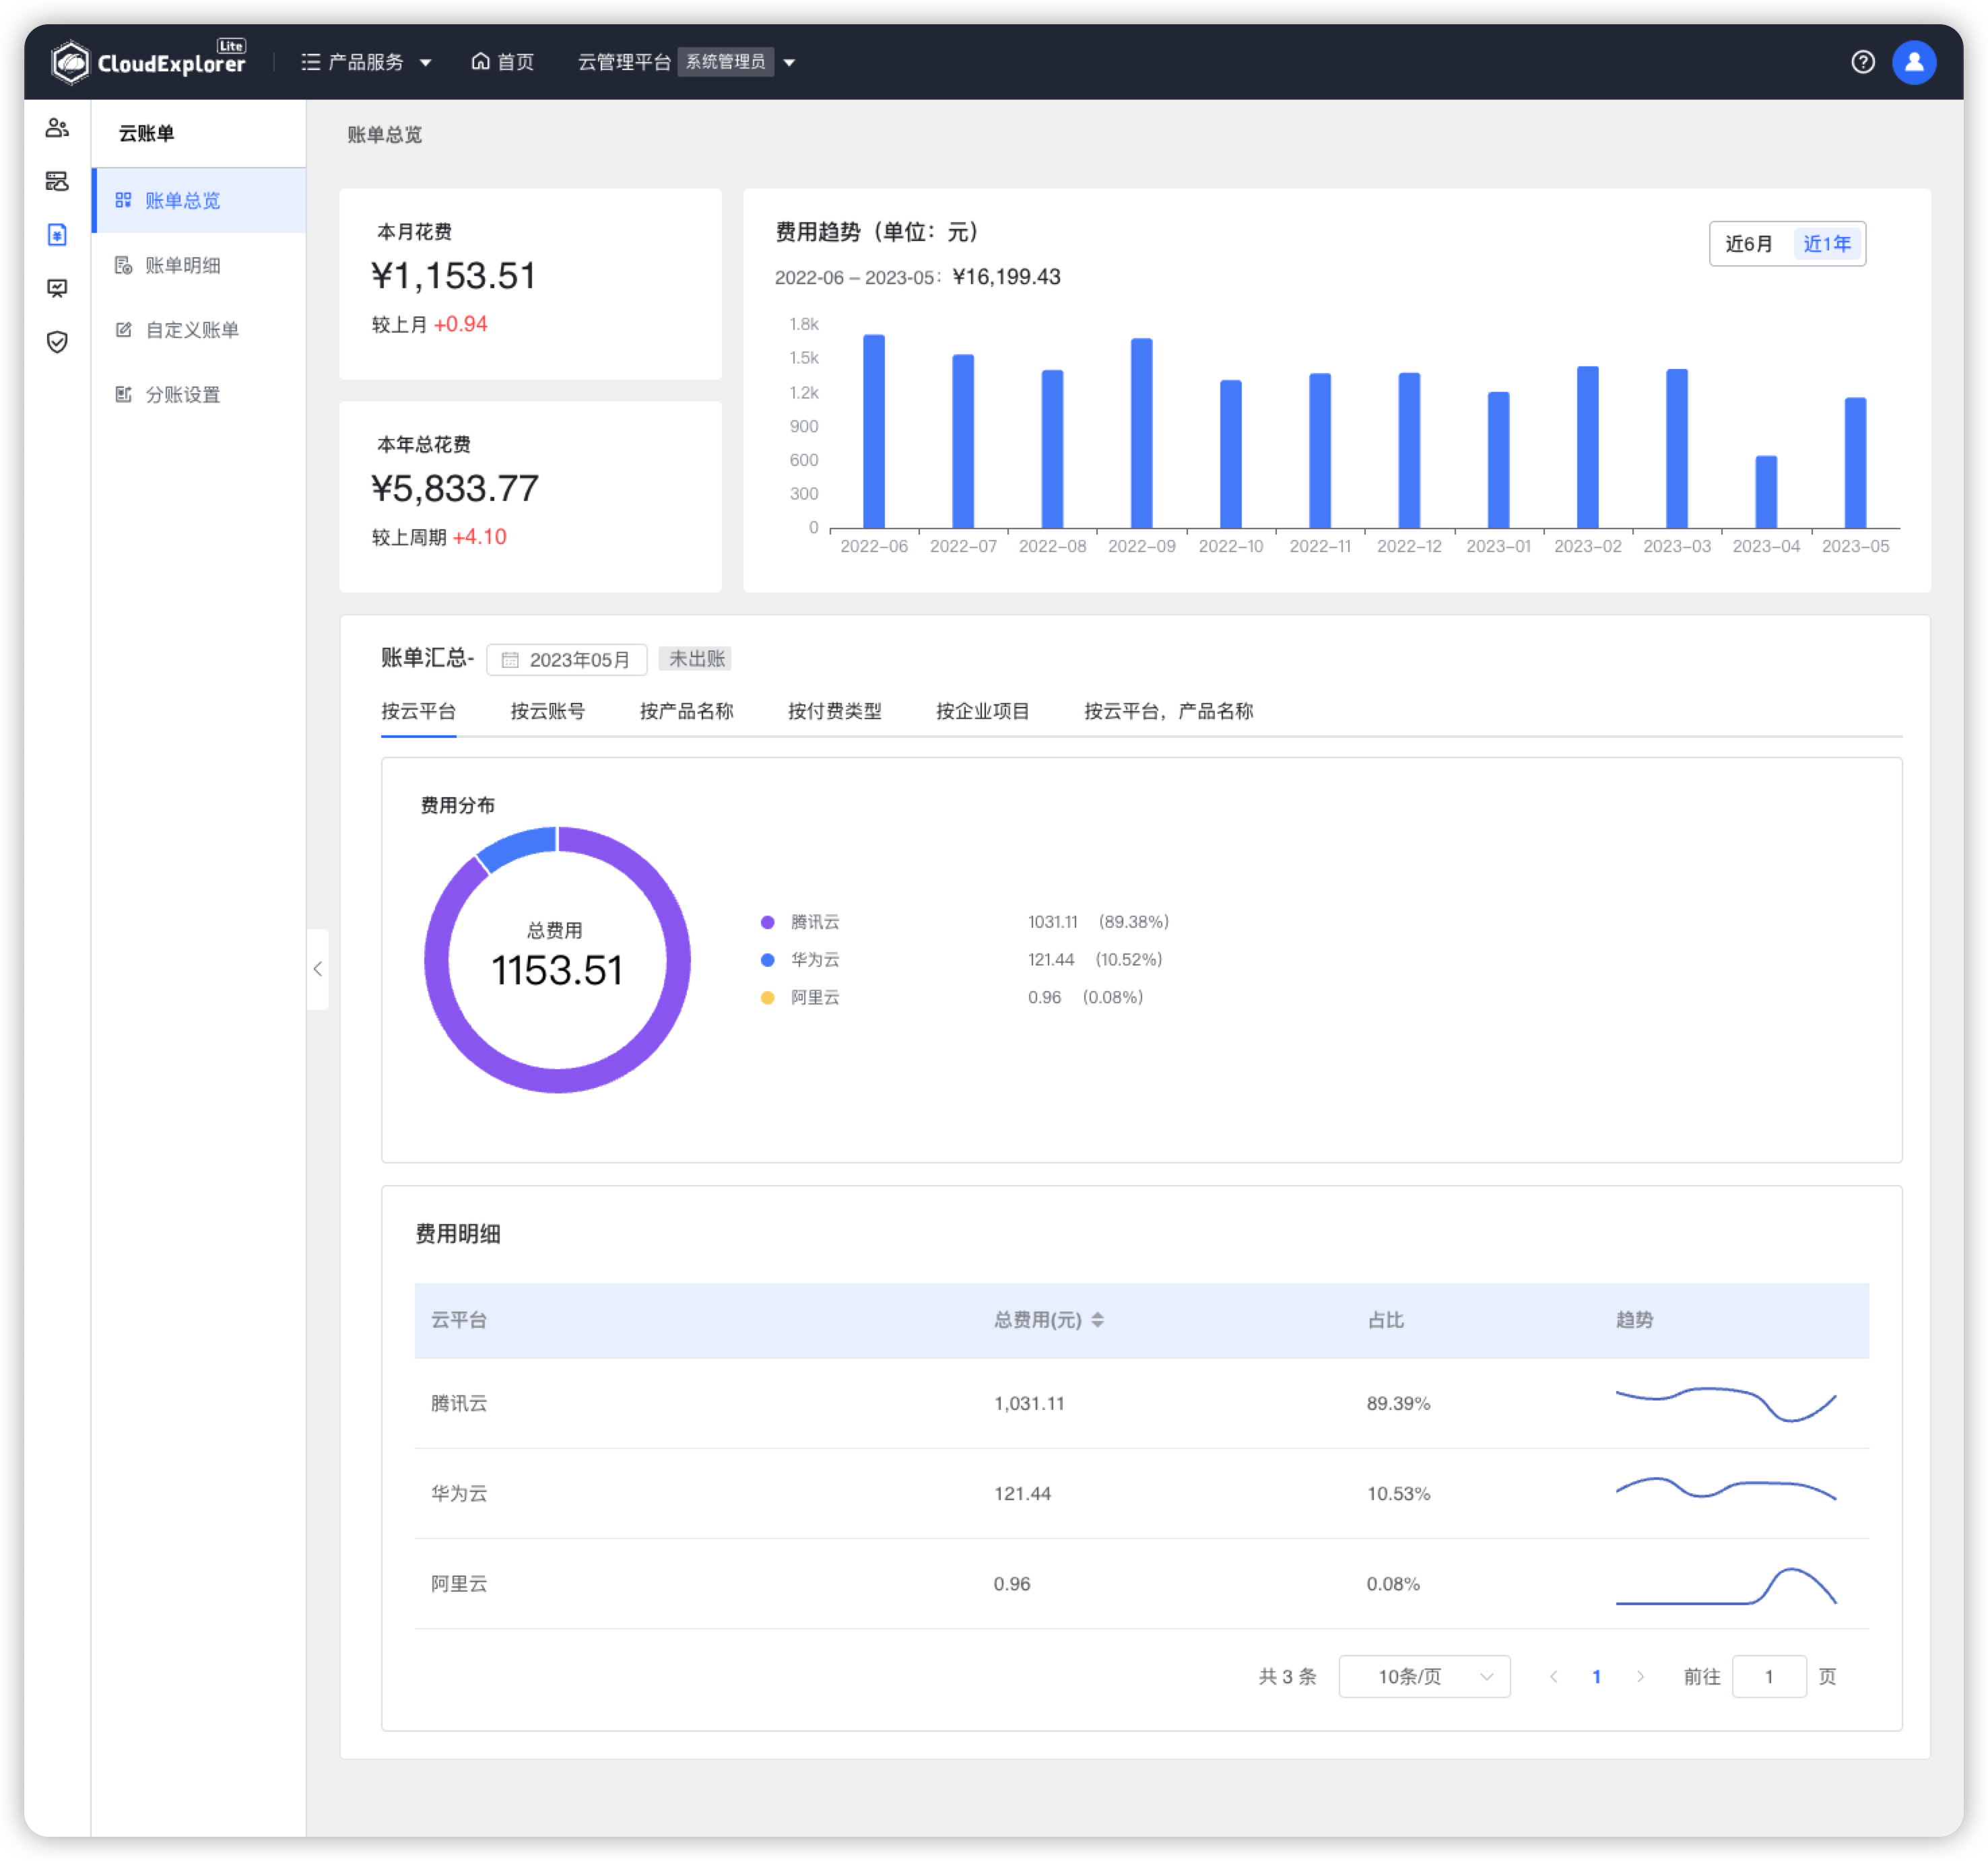 CloudExplorer Lite 产品服务 首页 云管理平台 系统管理员
云账单
账单总览
账单明细
自定义账单
分账设置
账单总览
本月花费
¥1,153.51
较上月 +0.94
本年总花费
¥5,833.77
较上周期 +4.10
费用趋势（单位：元）
近6月 近1年
2022-06 – 2023-05： ¥16,199.43
1.8k
1.5k
1.2k
900
600
300
0
2022-06 2022-07 2022-08 2022-09 2022-10 2022-11 2022-12 2023-01 2023-02 2023-03 2023-04 2023-05
账单汇总- 2023年05月 未出账
按云平台 按云账号 按产品名称 按付费类型 按企业项目 按云平台，产品名称
费用分布
总费用
1153.51
腾讯云 1031.11 (89.38%)
华为云 121.44 (10.52%)
阿里云 0.96 (0.08%)
费用明细
云平台 总费用(元) 占比 趋势
腾讯云 1,031.11 89.39%
华为云 121.44 10.53%
阿里云 0.96 0.08%
共 3 条 10条/页 1 前往 1 页